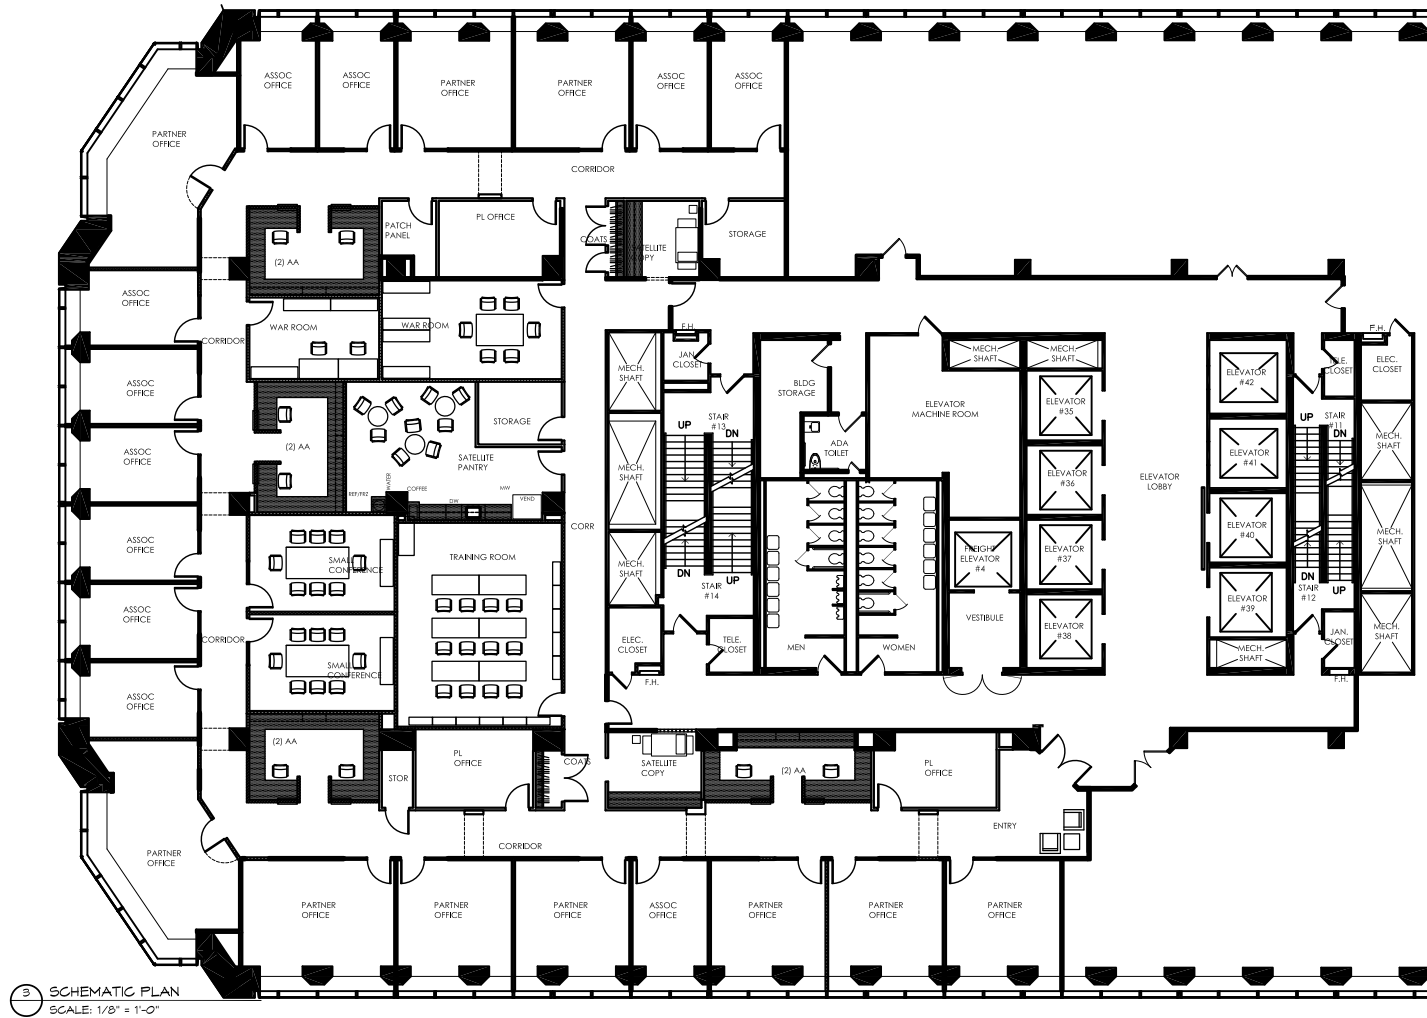 ASSOC
OFFICE
ASSOC
OFFICE
PARTNER
OFFICE
PARTNER
OFFICE
ASSOC
OFFICE
ASSOC
OFFICE
PARTNER
OFFICE
CORRIDOR
PATCH
PANEL
PL OFFICE
COATS
SATELLITE
COPY
STORAGE
(2) AA
ASSOC
OFFICE
WAR ROOM
WAR ROOM
CORRIDOR
F.H.
JAN.
CLOSET
MECH.
SHAFT
BLDG
STORAGE
MECH.
SHAFT
MECH.
SHAFT
ELEVATOR
#42
F.H.
TELE.
CLOSET
ELEC.
CLOSET
ASSOC
OFFICE
ELEVATOR
MACHINE ROOM
ELEVATOR
#35
STORAGE
STAIR
#13
UP
DN
UP
STAIR
#11
DN
(2) AA
ADA
TOILET
MECH.
SHAFT
ASSOC
OFFICE
SATELLITE
PANTRY
MECH.
SHAFT
ELEVATOR
#36
ELEVATOR
LOBBY
ELEVATOR
#41
WATER
REF/FRZ
COFFEE
DW
MW
VEND
CORR
ASSOC
OFFICE
SMALL
CONFERENCE
TRAINING ROOM
MECH.
SHAFT
DN
UP
STAIR
#14
FREIGHT
ELEVATOR
#4
ELEVATOR
#37
ELEVATOR
#40
MECH.
SHAFT
DN
UP
STAIR
#12
ELEVATOR
#39
ASSOC
OFFICE
CORRIDOR
SMALL
CONFERENCE
ELEC.
CLOSET
TELE.
CLOSET
F.H.
MEN
WOMEN
VESTIBULE
ELEVATOR
#38
MECH.
SHAFT
JAN.
CLOSET
F.H.
MECH.
SHAFT
ASSOC
OFFICE
(2) AA
STOR
PL
OFFICE
COATS
SATELLITE
COPY
(2) AA
PL
OFFICE
ENTRY
CORRIDOR
PARTNER
OFFICE
PARTNER
OFFICE
PARTNER
OFFICE
PARTNER
OFFICE
ASSOC
OFFICE
PARTNER
OFFICE
PARTNER
OFFICE
PARTNER
OFFICE
3
SCHEMATIC PLAN
SCALE: 1/8" = 1'-0"